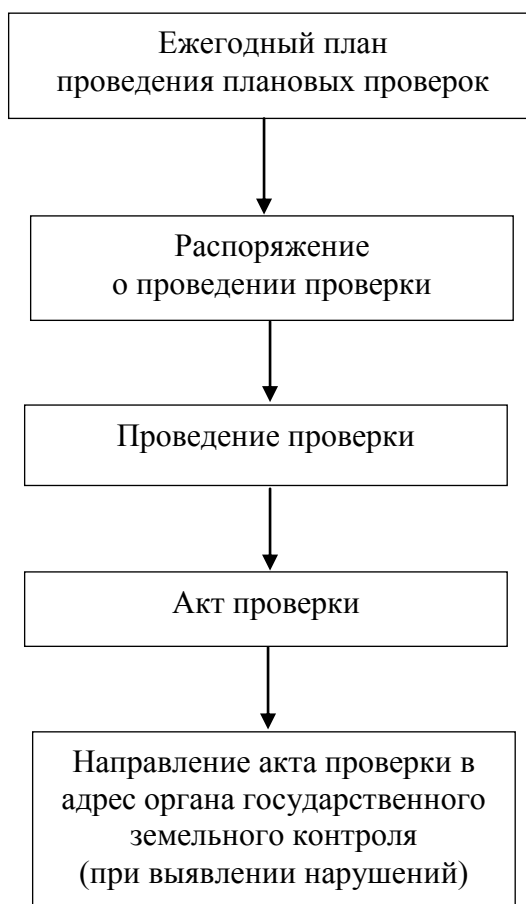 Ежегодный план
проведения плановых проверок
Распоряжение
о проведении проверки
Проведение проверки
Акт проверки
Направление акта проверки в
адрес органа государственного
земельного контроля
(при выявлении нарушений)